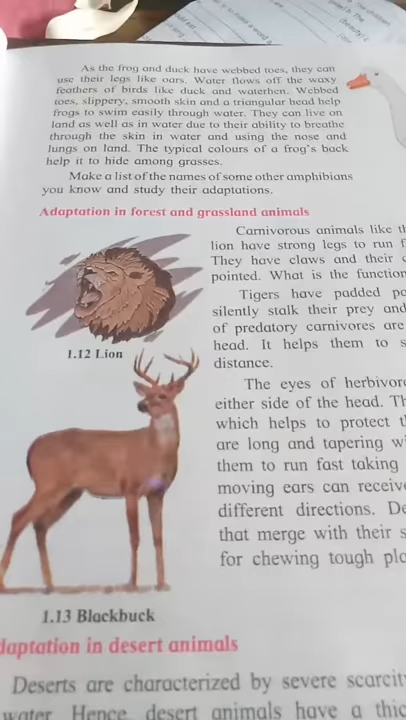 As the frog and duck have webbed toes, they can
use their legs like oars. Water flows off the waxy
feathers of birds like duck and waterhen. Webbed
toes, slippery, smooth skin and a triangular head help
frogs to swim easily through water. They can live on
land as well as in water due to their ability to breathe
through the skin in water and using the nose and
lungs on land. The typical colours of a frog's back
help it to hide among grasses.
Make a list of the names of some other amphibians
you know and study their adaptations.
Adaptation in forest and grassland animals
Carnivorous animals like
lion have strong legs to run
They have claws and their
pointed. What is the
Tigers have padded
silently stalk their prey and
of predatory carnivores are
head. It helps them to
distance.
1.12 Lion
The eyes of
either side of the head.
which helps to protect
are long and tapering
them to run fast taking
moving ears can
different directions.
that merge with their
for chewing tough
1.13 Blackbuck
daptation in desert animals
Deserts are characterized by severe
water. Hence, desert animals have a